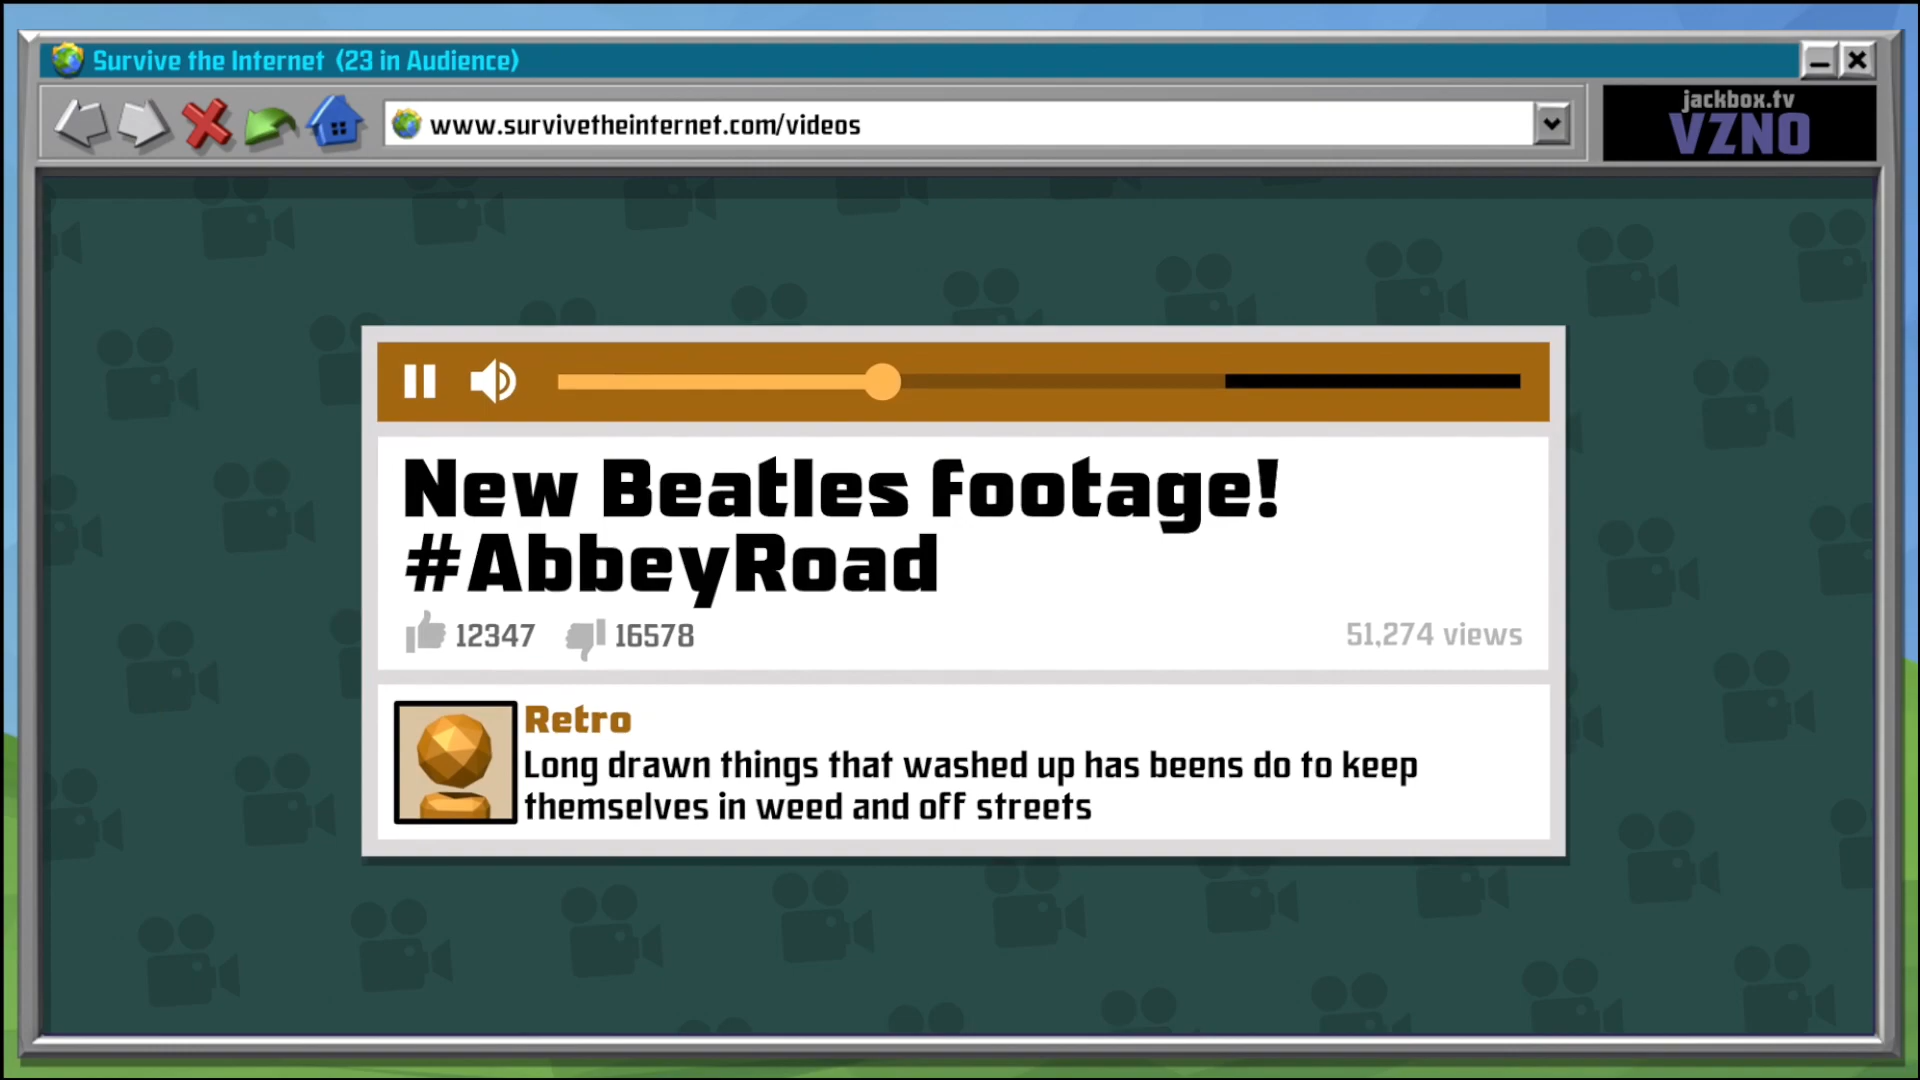 Survive the Internet (23 in Audience)
www.survivetheinternet.com/videos
jackbox.tv
VZNO
New Beatles footage!
#AbbeyRoad
12347 16578 51,274 views
Retro
Long drawn things that washed up has beens do to keep
themselves in weed and off streets